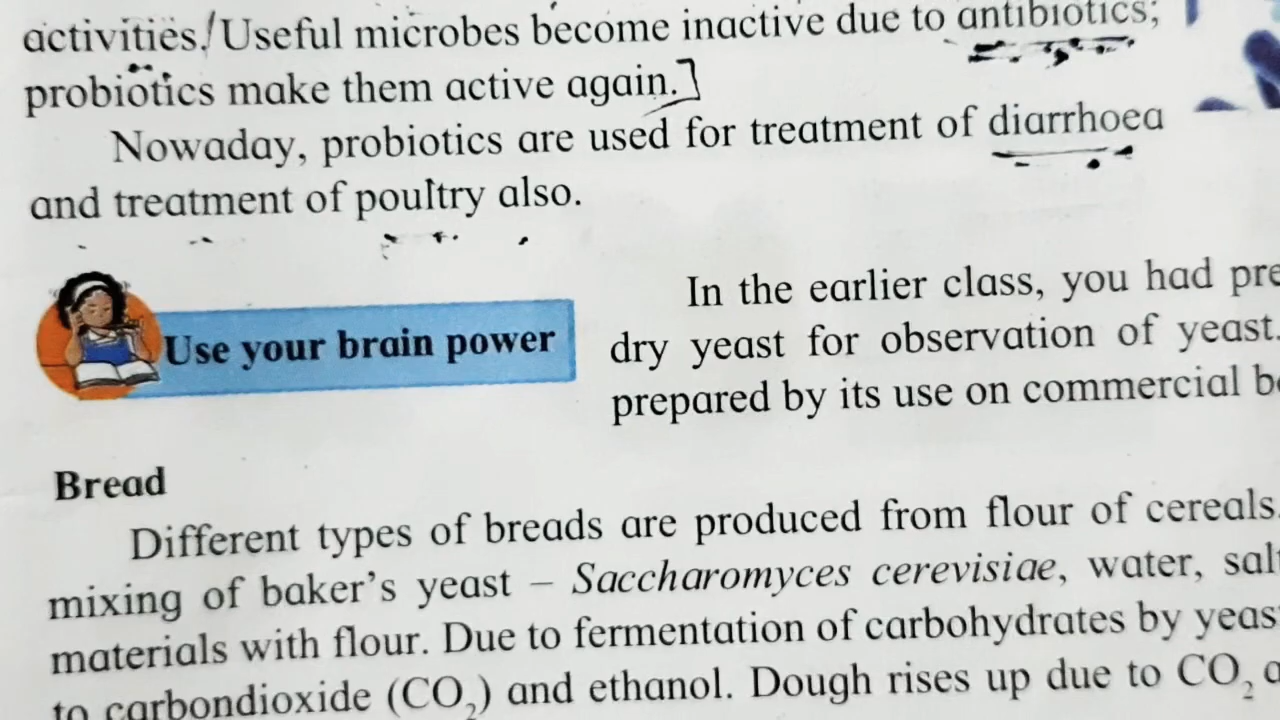 activities. Useful microbes become inactive due to antibiotics;
probiotics make them active again.]
Nowaday, probiotics are used for treatment of diarrhoea
and treatment of poultry also.
Use your brain power
In the earlier class, you had
dry yeast for observation of yeast.
prepared by its use on commercial
Bread
Different types of breads are produced from flour of cereals.
mixing of baker's yeast – Saccharomyces cerevisiae, water,
materials with flour. Due to fermentation of carbohydrates by
to carbondioxide (CO₂) and ethanol. Dough rises up due to CO₂